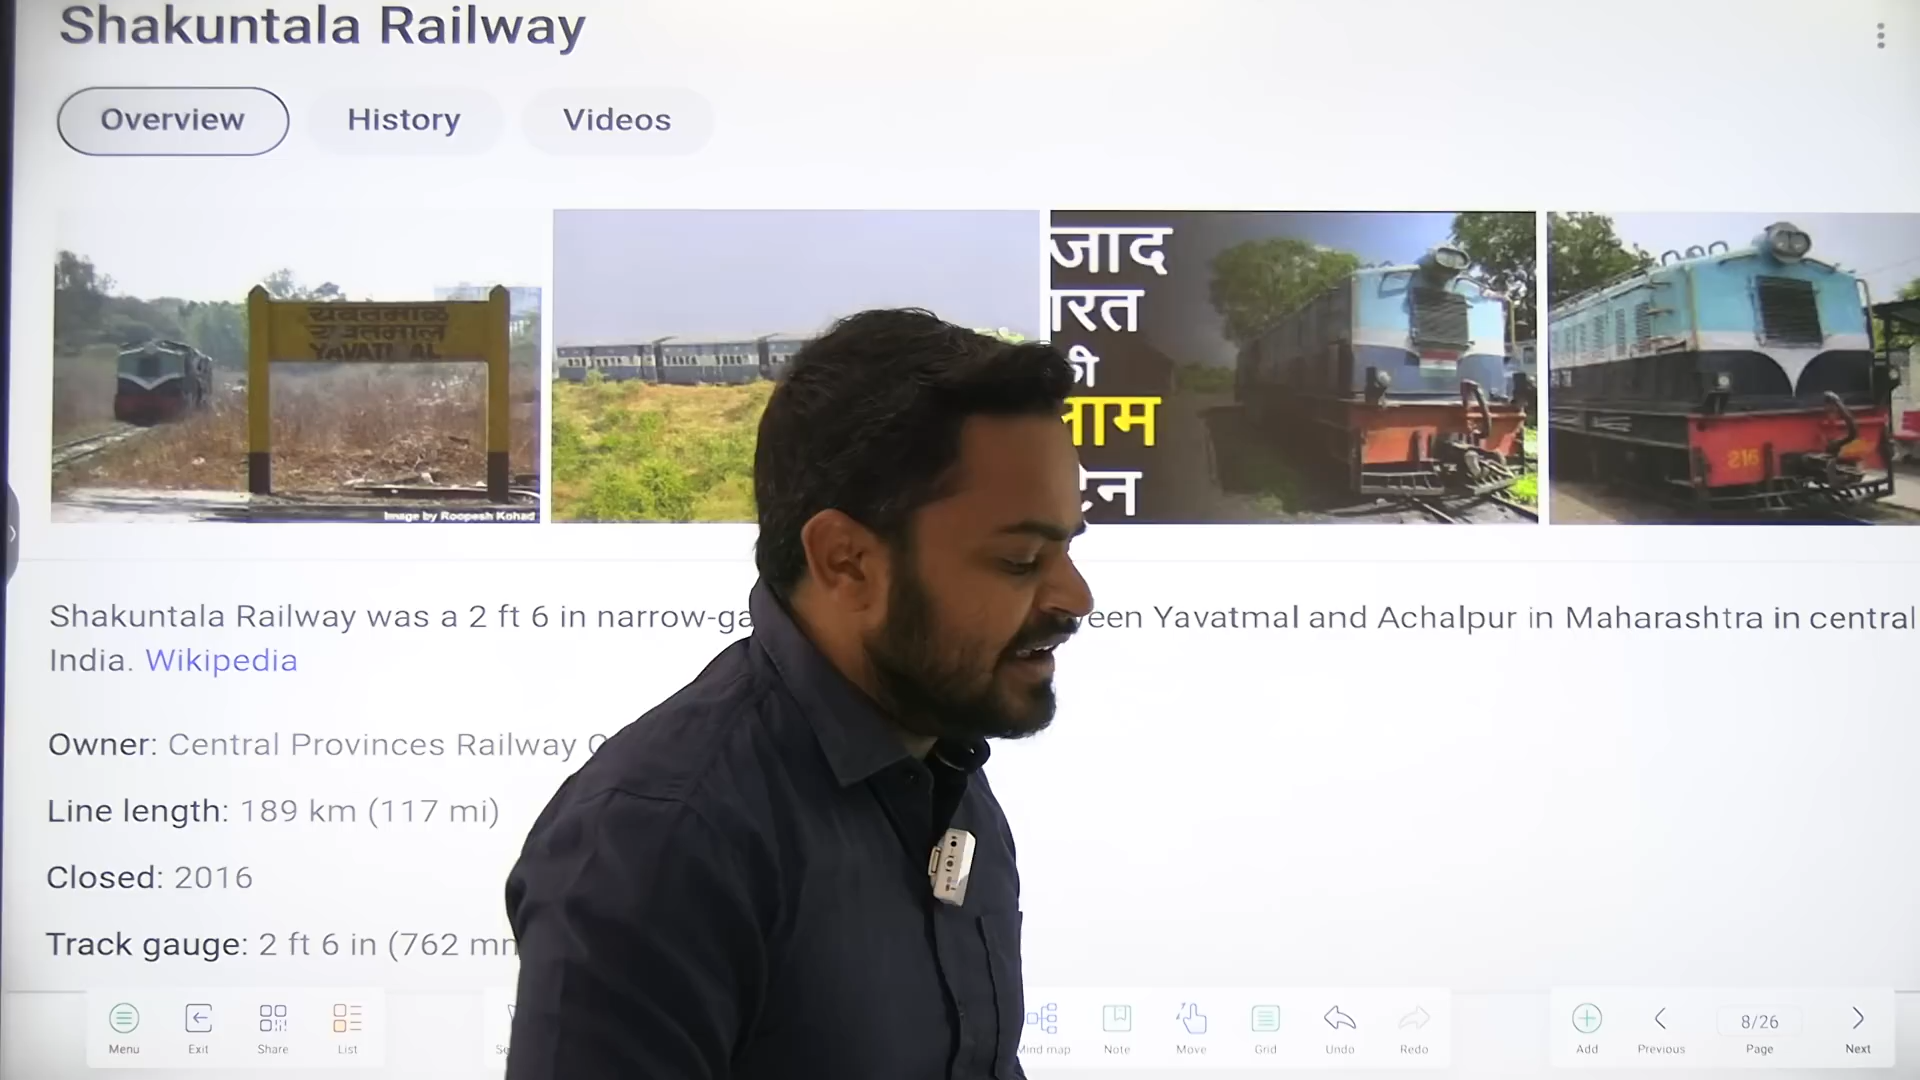 Shakuntala Railway
Overview
History
Videos
यवतमाळ
यवतमाल
YAVATMAL
Image by Roopesh Kohad
जाद
रत
की
लाम
ट्रेन
216
Shakuntala Railway was a 2 ft 6 in narrow-ga een Yavatmal and Achalpur in Maharashtra in central
India. Wikipedia
Owner: Central Provinces Railway C
Line length: 189 km (117 mi)
Closed: 2016
Track gauge: 2 ft 6 in (762 mm
Menu
Exit
Share
List
Mind map
Note
Move
Grid
Undo
Redo
Add
Previous
8/26
Page
Next